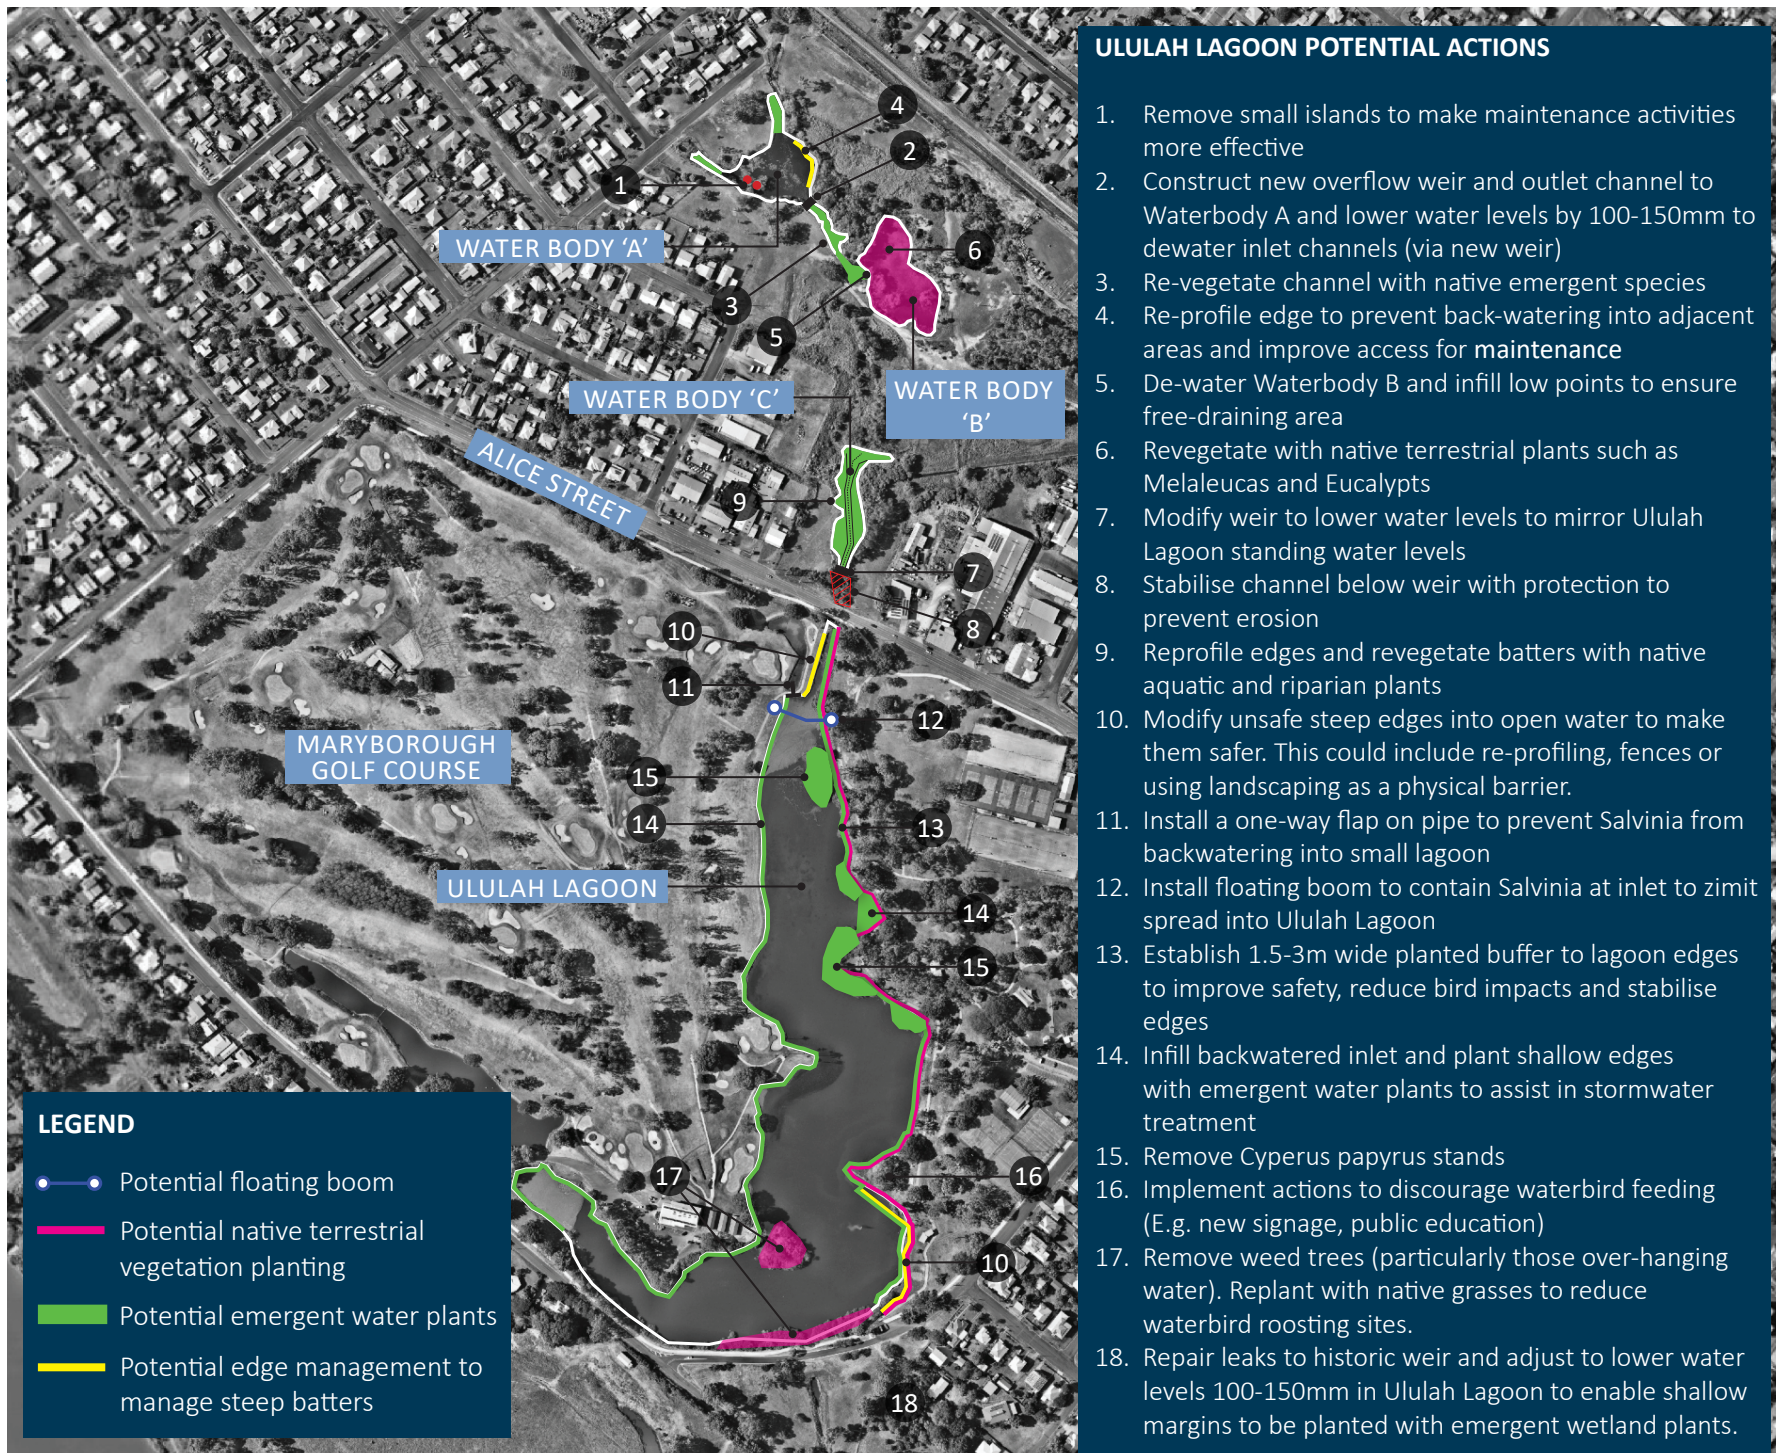 ULULAH LAGOON POTENTIAL ACTIONS
1. Remove small islands to make maintenance activities
more effective
2. Construct new overflow weir and outlet channel to
Waterbody A and lower water levels by 100-150mm to
dewater inlet channels (via new weir)
3. Re-vegetate channel with native emergent species
4. Re-profile edge to prevent back-watering into adjacent
areas and improve access for maintenance
5. De-water Waterbody B and infill low points to ensure
free-draining area
6. Revegetate with native terrestrial plants such as
Melaleucas and Eucalypts
7. Modify weir to lower water levels to mirror Ululah
Lagoon standing water levels
8. Stabilise channel below weir with protection to
prevent erosion
9. Reprofile edges and revegetate batters with native
aquatic and riparian plants
10. Modify unsafe steep edges into open water to make
them safer. This could include re-profiling, fences or
using landscaping as a physical barrier.
11. Install a one-way flap on pipe to prevent Salvinia from
backwatering into small lagoon
12. Install floating boom to contain Salvinia at inlet to zimit
spread into Ululah Lagoon
13. Establish 1.5-3m wide planted buffer to lagoon edges
to improve safety, reduce bird impacts and stabilise
edges
14. Infill backwatered inlet and plant shallow edges
with emergent water plants to assist in stormwater
treatment
15. Remove Cyperus papyrus stands
16. Implement actions to discourage waterbird feeding
(E.g. new signage, public education)
17. Remove weed trees (particularly those over-hanging
water). Replant with native grasses to reduce
waterbird roosting sites.
18. Repair leaks to historic weir and adjust to lower water
levels 100-150mm in Ululah Lagoon to enable shallow
margins to be planted with emergent wetland plants.
4
2
1
WATER BODY 'A'
6
3
5
WATER BODY 'C'
WATER BODY
'B'
ALICE STREET
9
7
8
10
11
12
MARYBOROUGH
GOLF COURSE
15
14
13
ULULAH LAGOON
14
15
17
16
10
18
LEGEND
Potential floating boom
Potential native terrestrial
vegetation planting
Potential emergent water plants
Potential edge management to
manage steep batters